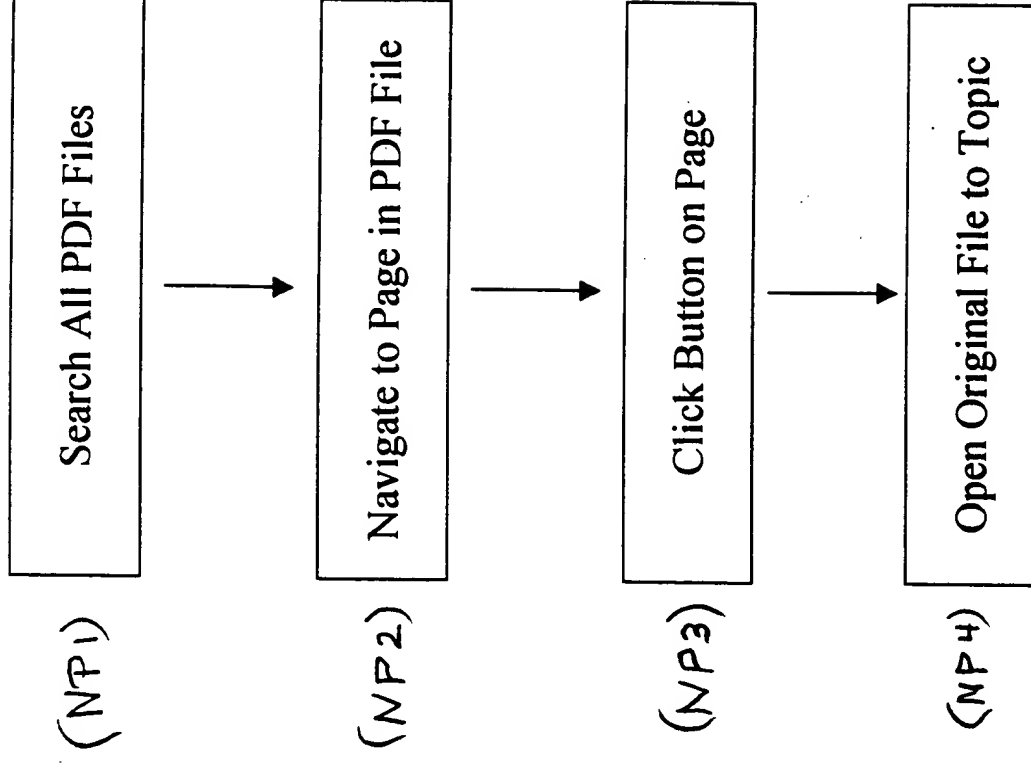 (NP1)
Search All PDF Files
(NP2)
Navigate to Page in PDF File
(NP3)
Click Button on Page
(NP4)
Open Original File to Topic